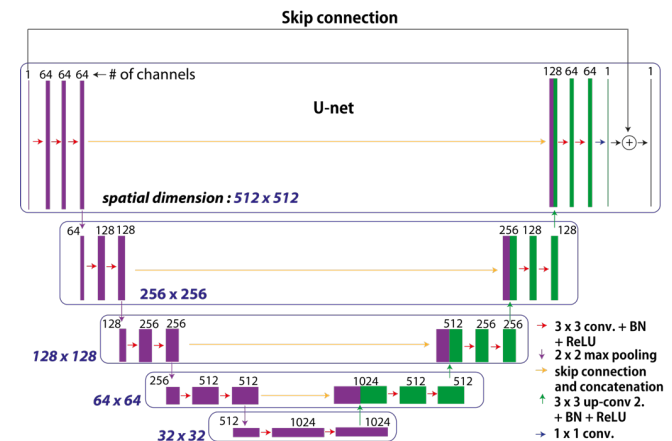 Skip connection
1 64 64 64 ← # of channels
128 64 64 1 1
U-net
+
spatial dimension : 512 x 512
64 128 128
256 128 128
256 x 256
128 256 256
512 256 256
128 x 128
256 512 512
1024 512 512
64 x 64
512 1024 1024
32 x 32
3 x 3 conv. + BN
+ ReLU
2 x 2 max pooling
skip connection
and concatenation
3 x 3 up-conv 2.
+ BN + ReLU
1 x 1 conv.